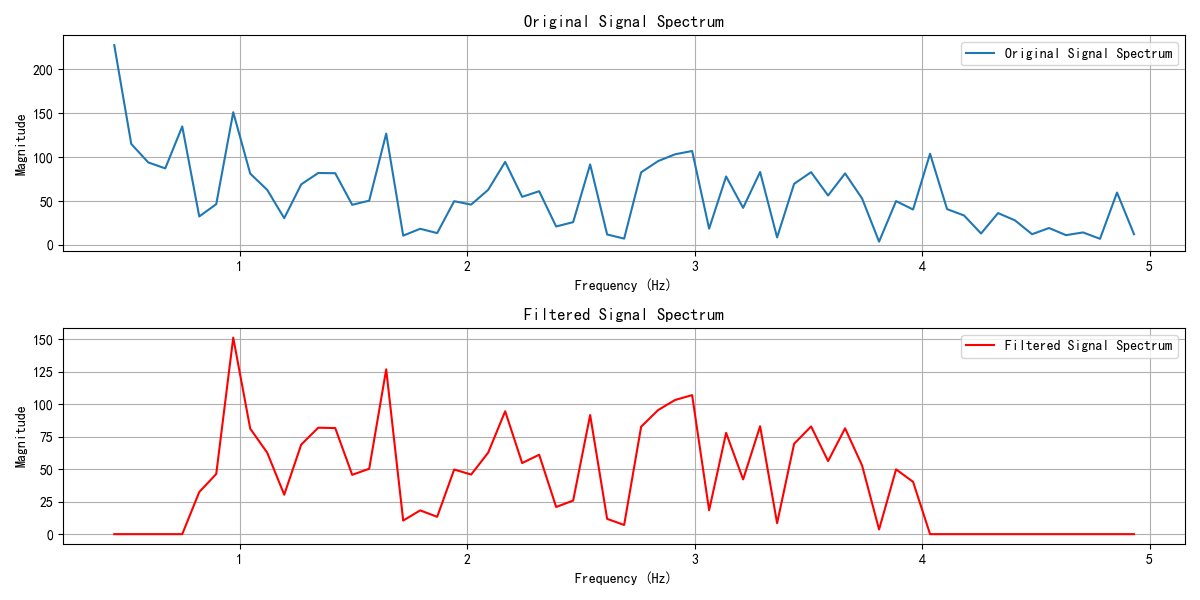 Original Signal Spectrum
Original Signal Spectrum
200
150
100
50
0
Magnitude
1
2
3
4
5
Frequency (Hz)
Filtered Signal Spectrum
Filtered Signal Spectrum
150
125
100
75
50
25
0
Magnitude
1
2
3
4
5
Frequency (Hz)